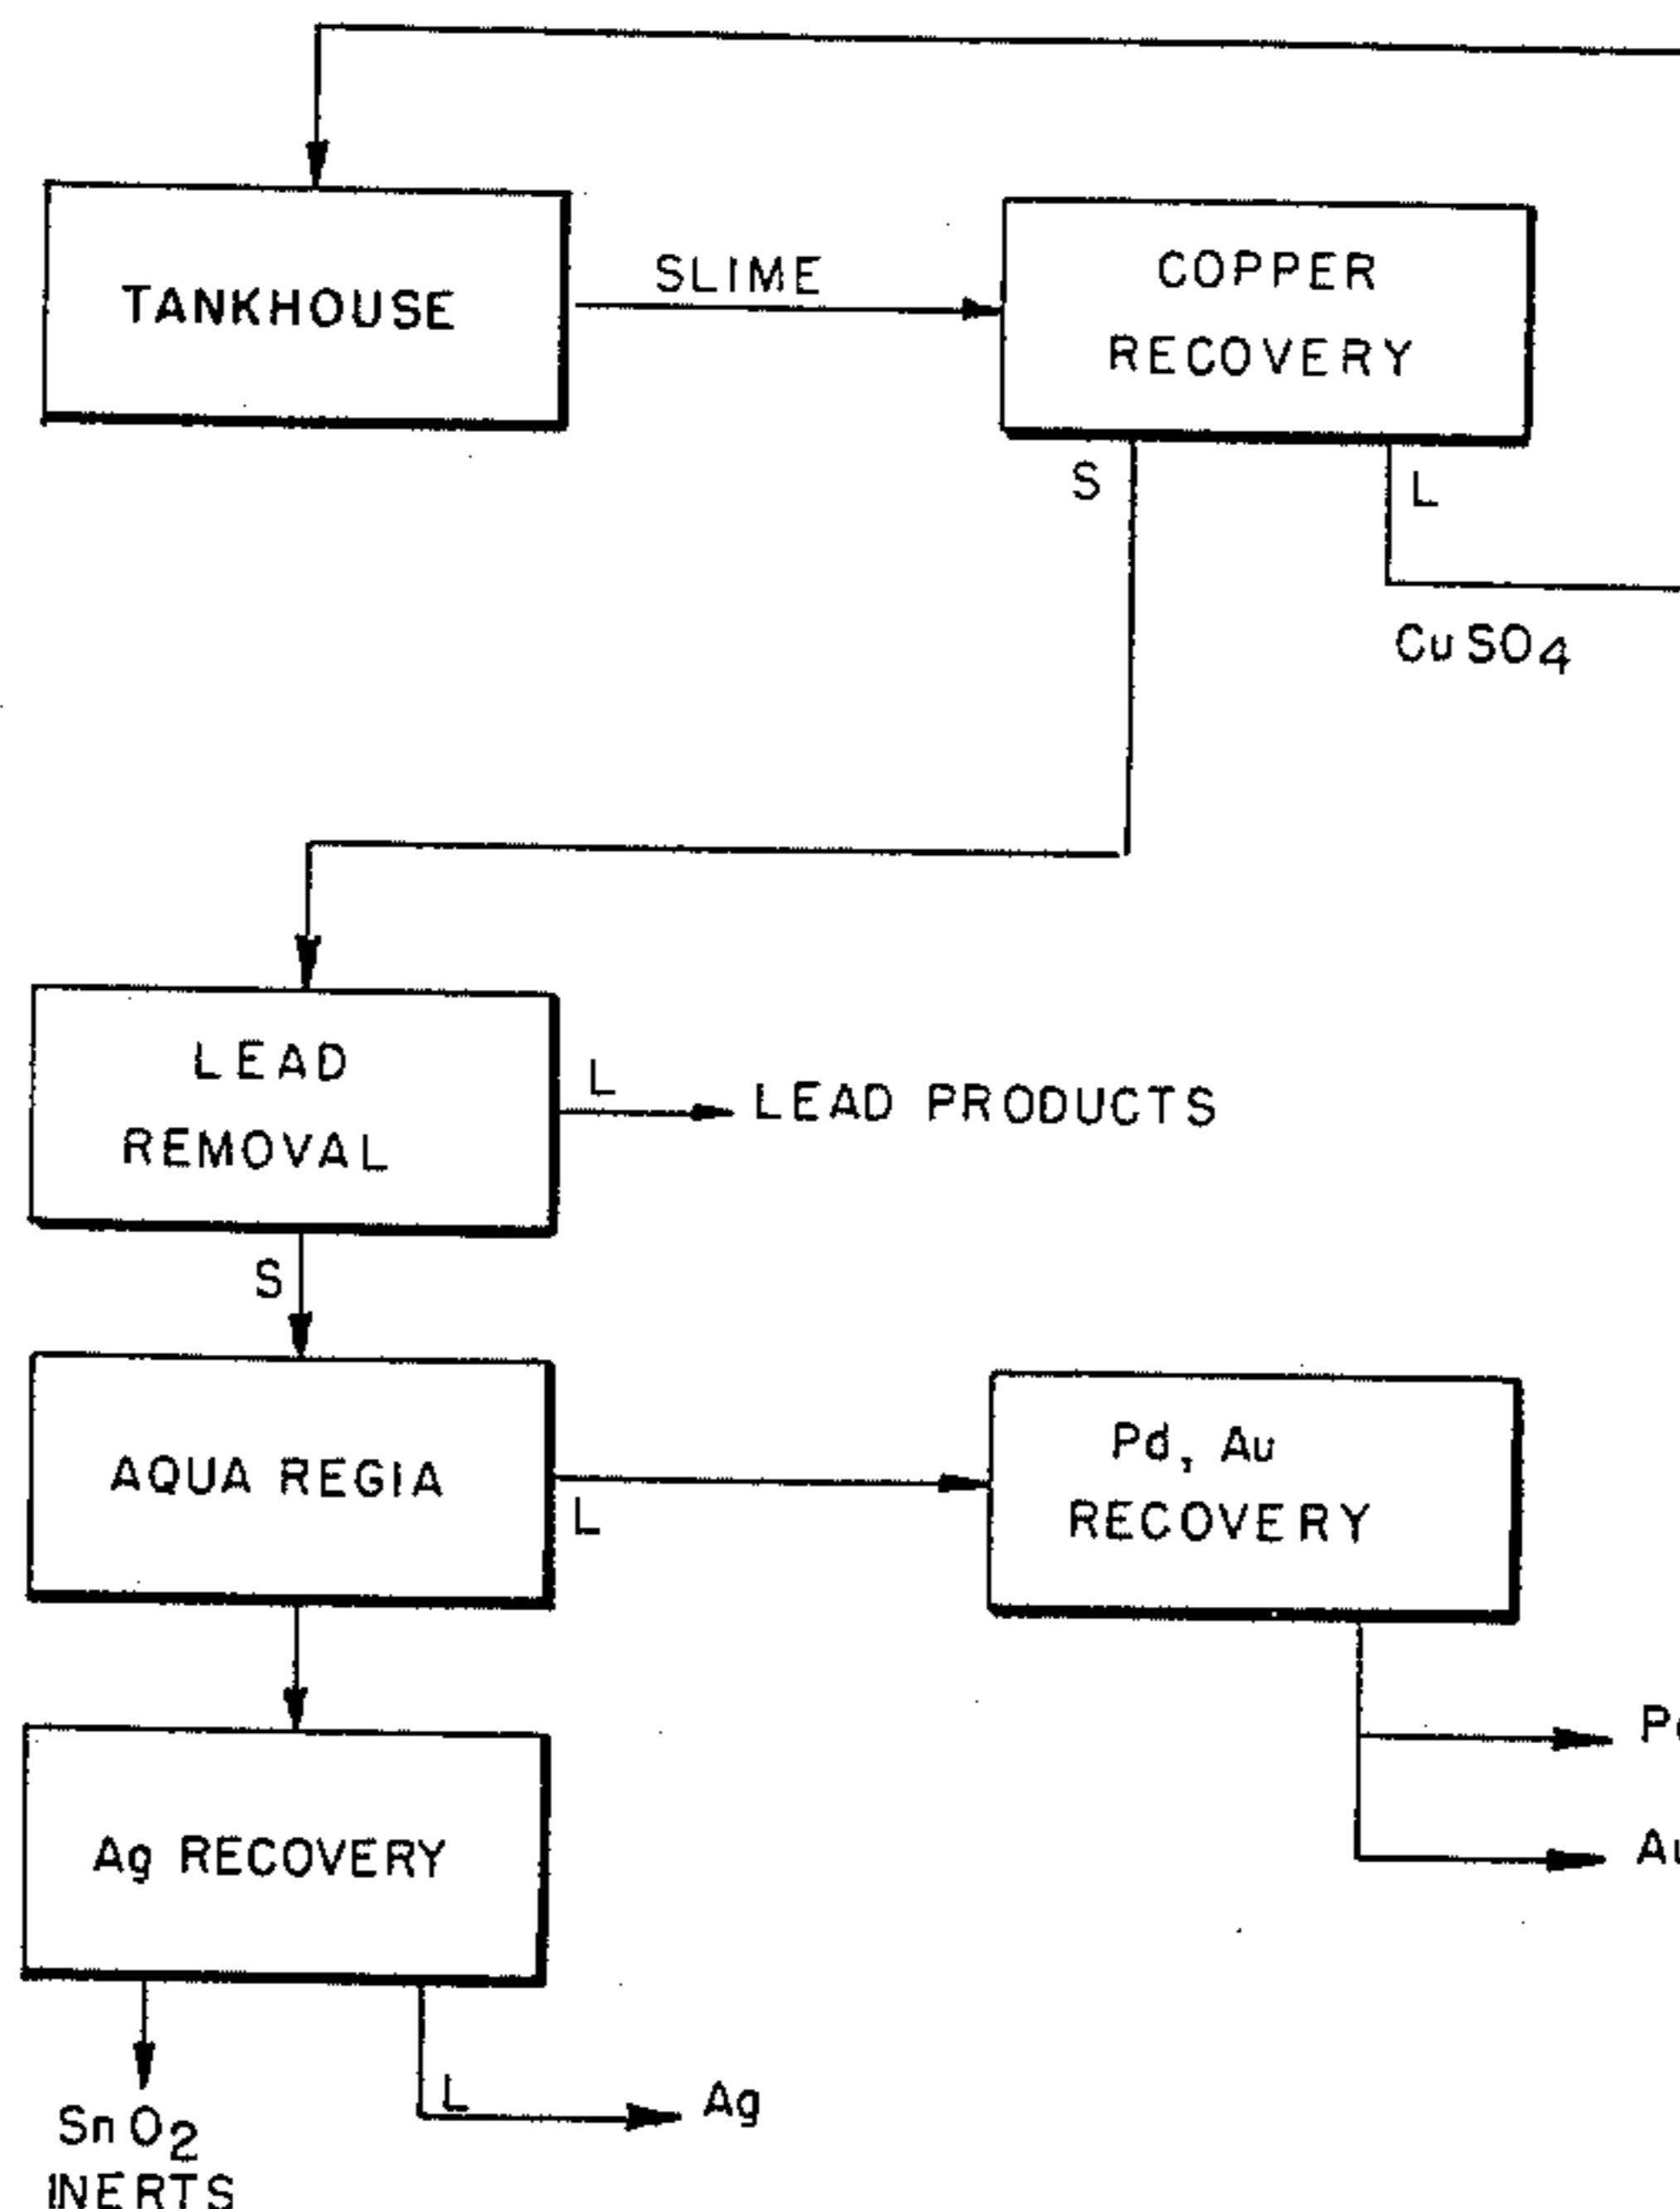 TANKHOUSE
SLIME
COPPER
RECOVERY
S
L
CuSO4
LEAD
REMOVAL
L
LEAD PRODUCTS
S
AQUA REGIA
L
Pd, Au
RECOVERY
Au
Ag RECOVERY
L
Ag
SnO2
INERTS